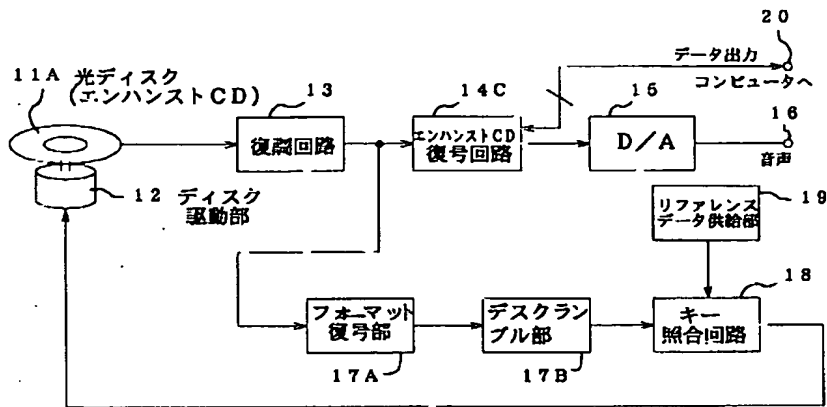 20
データ出力
コンピュータへ
11A 光ディスク
(エンハンストCD)
13
復調回路
14C
エンハンストCD
復号回路
15
D/A
16
音声
12 ディスク
駆動部
19
リファレンス
データ供給部
18
キー
照合回路
フォーマット
復号部
17A
デスクラン
ブル部
17B